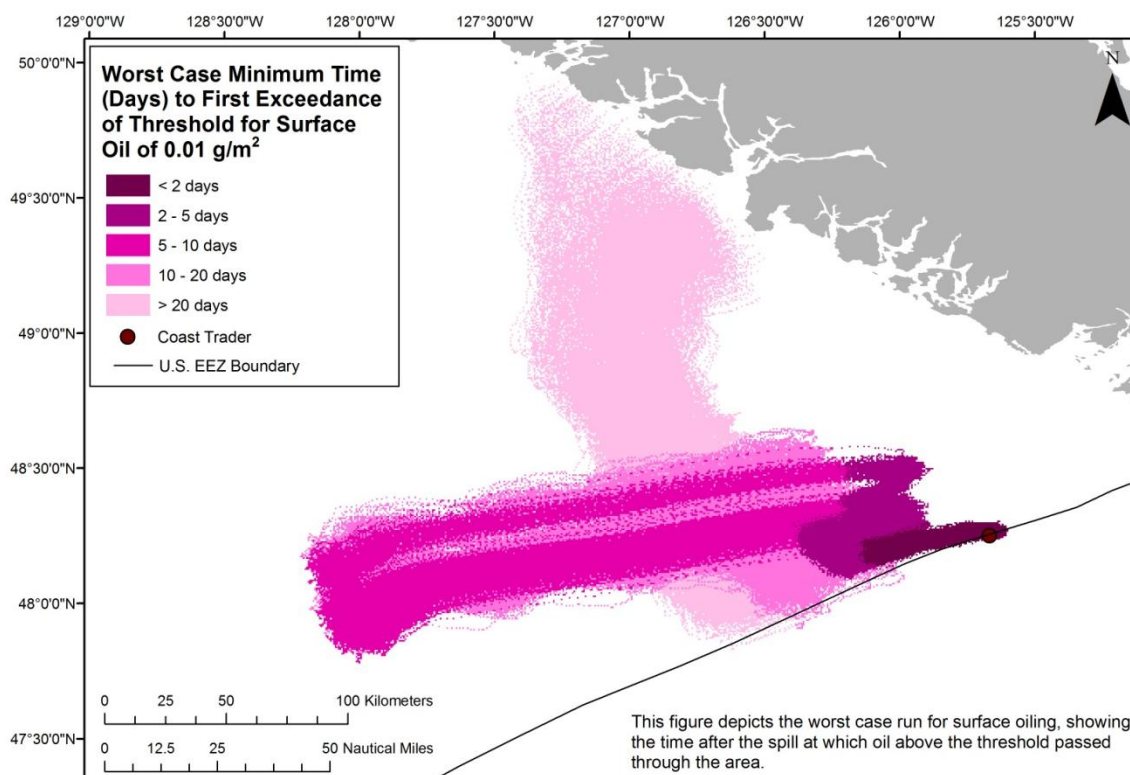 129°0'0"W 128°30'0"W 128°0'0"W 127°30'0"W 127°0'0"W 126°30'0"W 126°0'0"W 125°30'0"W
50°0'0"N
49°30'0"N
49°0'0"N
48°30'0"N
48°0'0"N
47°30'0"N
Worst Case Minimum Time
(Days) to First Exceedance
of Threshold for Surface
Oil of 0.01 g/m²
< 2 days
2 - 5 days
5 - 10 days
10 - 20 days
> 20 days
Coast Trader
U.S. EEZ Boundary
N
0 25 50 100 Kilometers
0 12.5 25 50 Nautical Miles
This figure depicts the worst case run for surface oiling, showing
the time after the spill at which oil above the threshold passed
through the area.